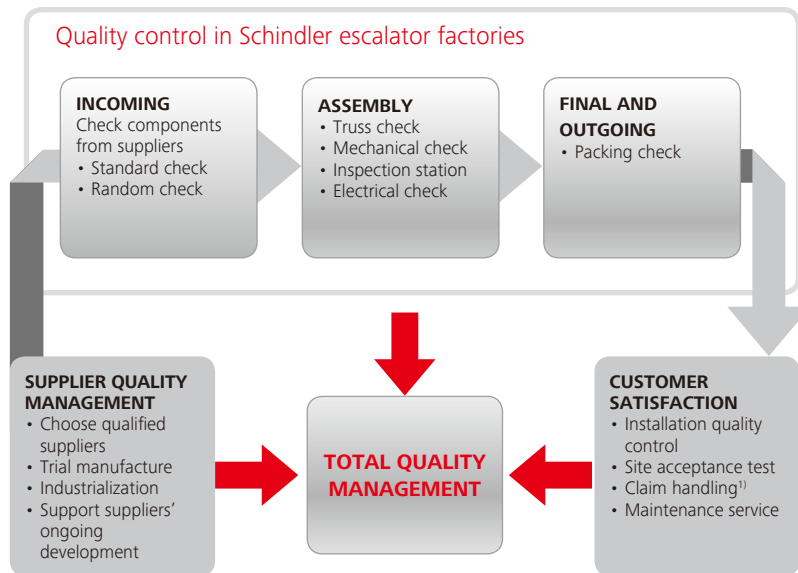 Quality control in Schindler escalator factories
INCOMING
Check components
from suppliers
• Standard check
• Random check
ASSEMBLY
• Truss check
• Mechanical check
• Inspection station
• Electrical check
FINAL AND
OUTGOING
• Packing check
SUPPLIER QUALITY
MANAGEMENT
• Choose qualified
suppliers
• Trial manufacture
• Industrialization
• Support suppliers’
ongoing
development
TOTAL QUALITY
MANAGEMENT
CUSTOMER
SATISFACTION
• Installation quality
control
• Site acceptance test
• Claim handling¹⁾
• Maintenance service